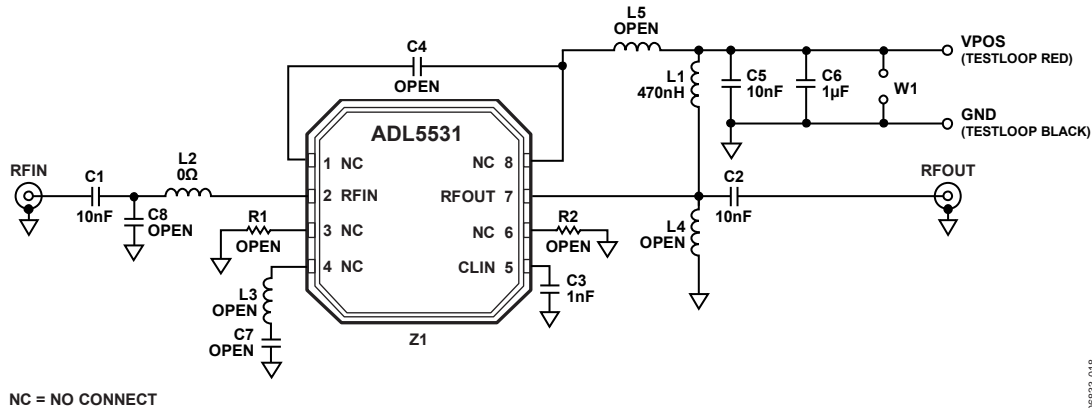 L5
OPEN
C4
OPEN
VPOS
(TESTLOOP RED)
L1
470nH
C5
10nF
C6
1µF
W1
GND
(TESTLOOP BLACK)
ADL5531
1 NC
NC 8
RFIN
C1
10nF
L2
0Ω
2 RFIN
RFOUT 7
C2
10nF
RFOUT
C8
OPEN
R1
OPEN
3 NC
NC 6
R2
OPEN
L4
OPEN
4 NC
CLIN 5
C3
1nF
L3
OPEN
C7
OPEN
Z1
NC = NO CONNECT